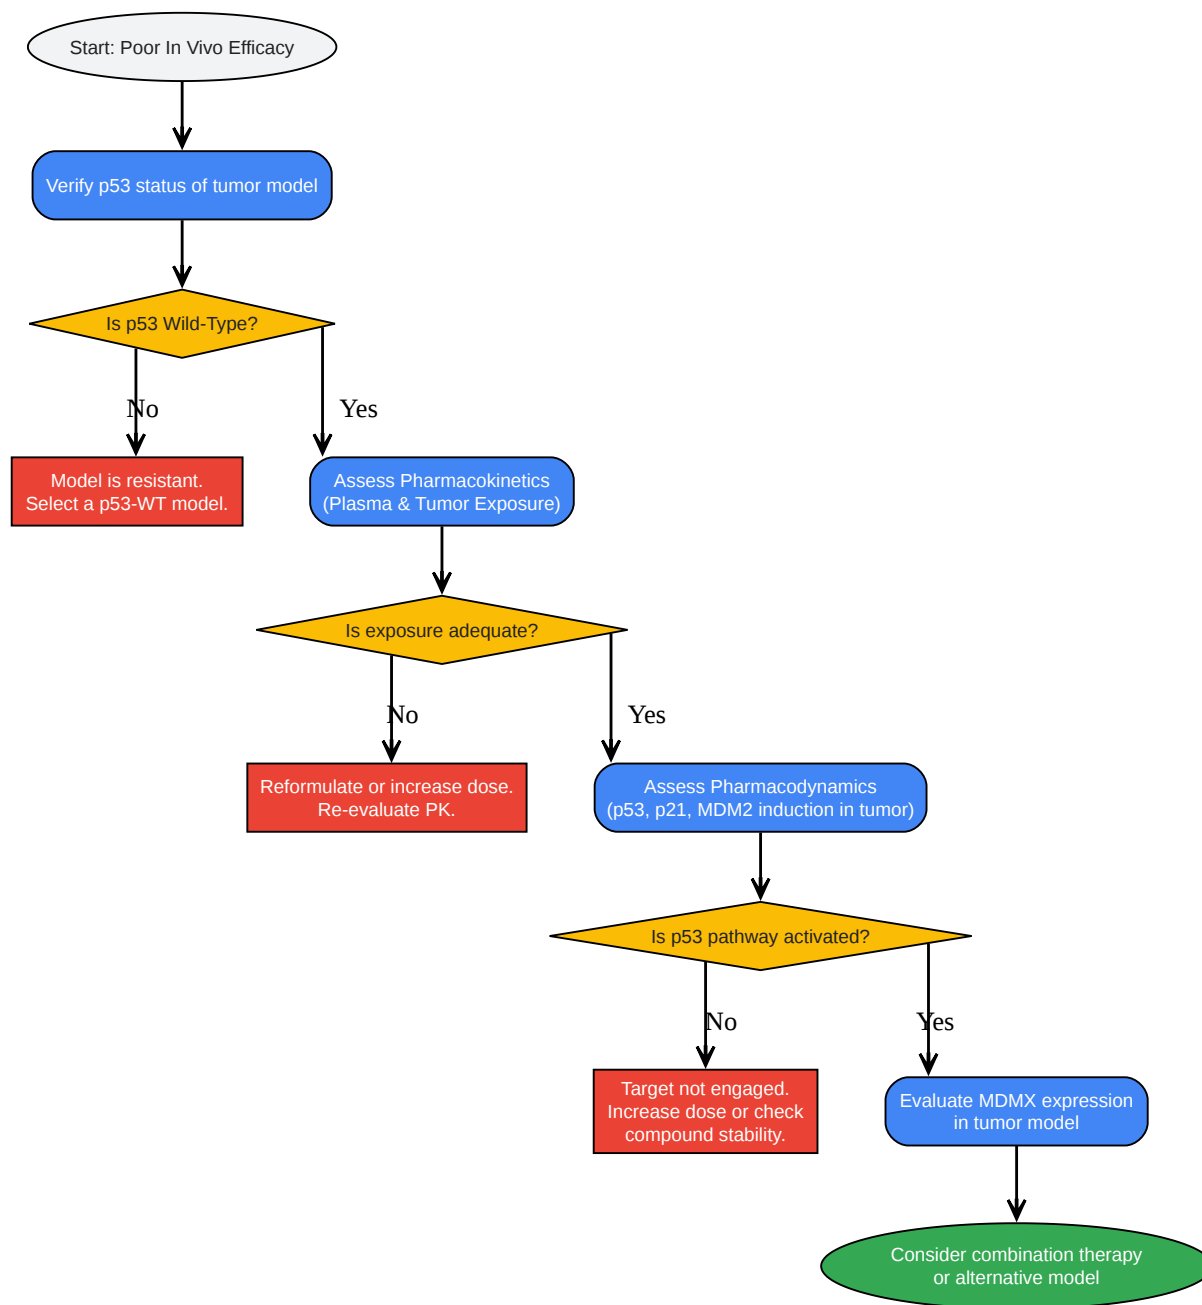 Start: Poor In Vivo Efficacy
Verify p53 status of tumor model
Is p53 Wild-Type?
No
Yes
Model is resistant.
Select a p53-WT model.
Assess Pharmacokinetics
(Plasma & Tumor Exposure)
Is exposure adequate?
No
Yes
Reformulate or increase dose.
Re-evaluate PK.
Assess Pharmacodynamics
(p53, p21, MDM2 induction in tumor)
Is p53 pathway activated?
No
Yes
Target not engaged.
Increase dose or check
compound stability.
Evaluate MDMX expression
in tumor model
Consider combination therapy
or alternative model